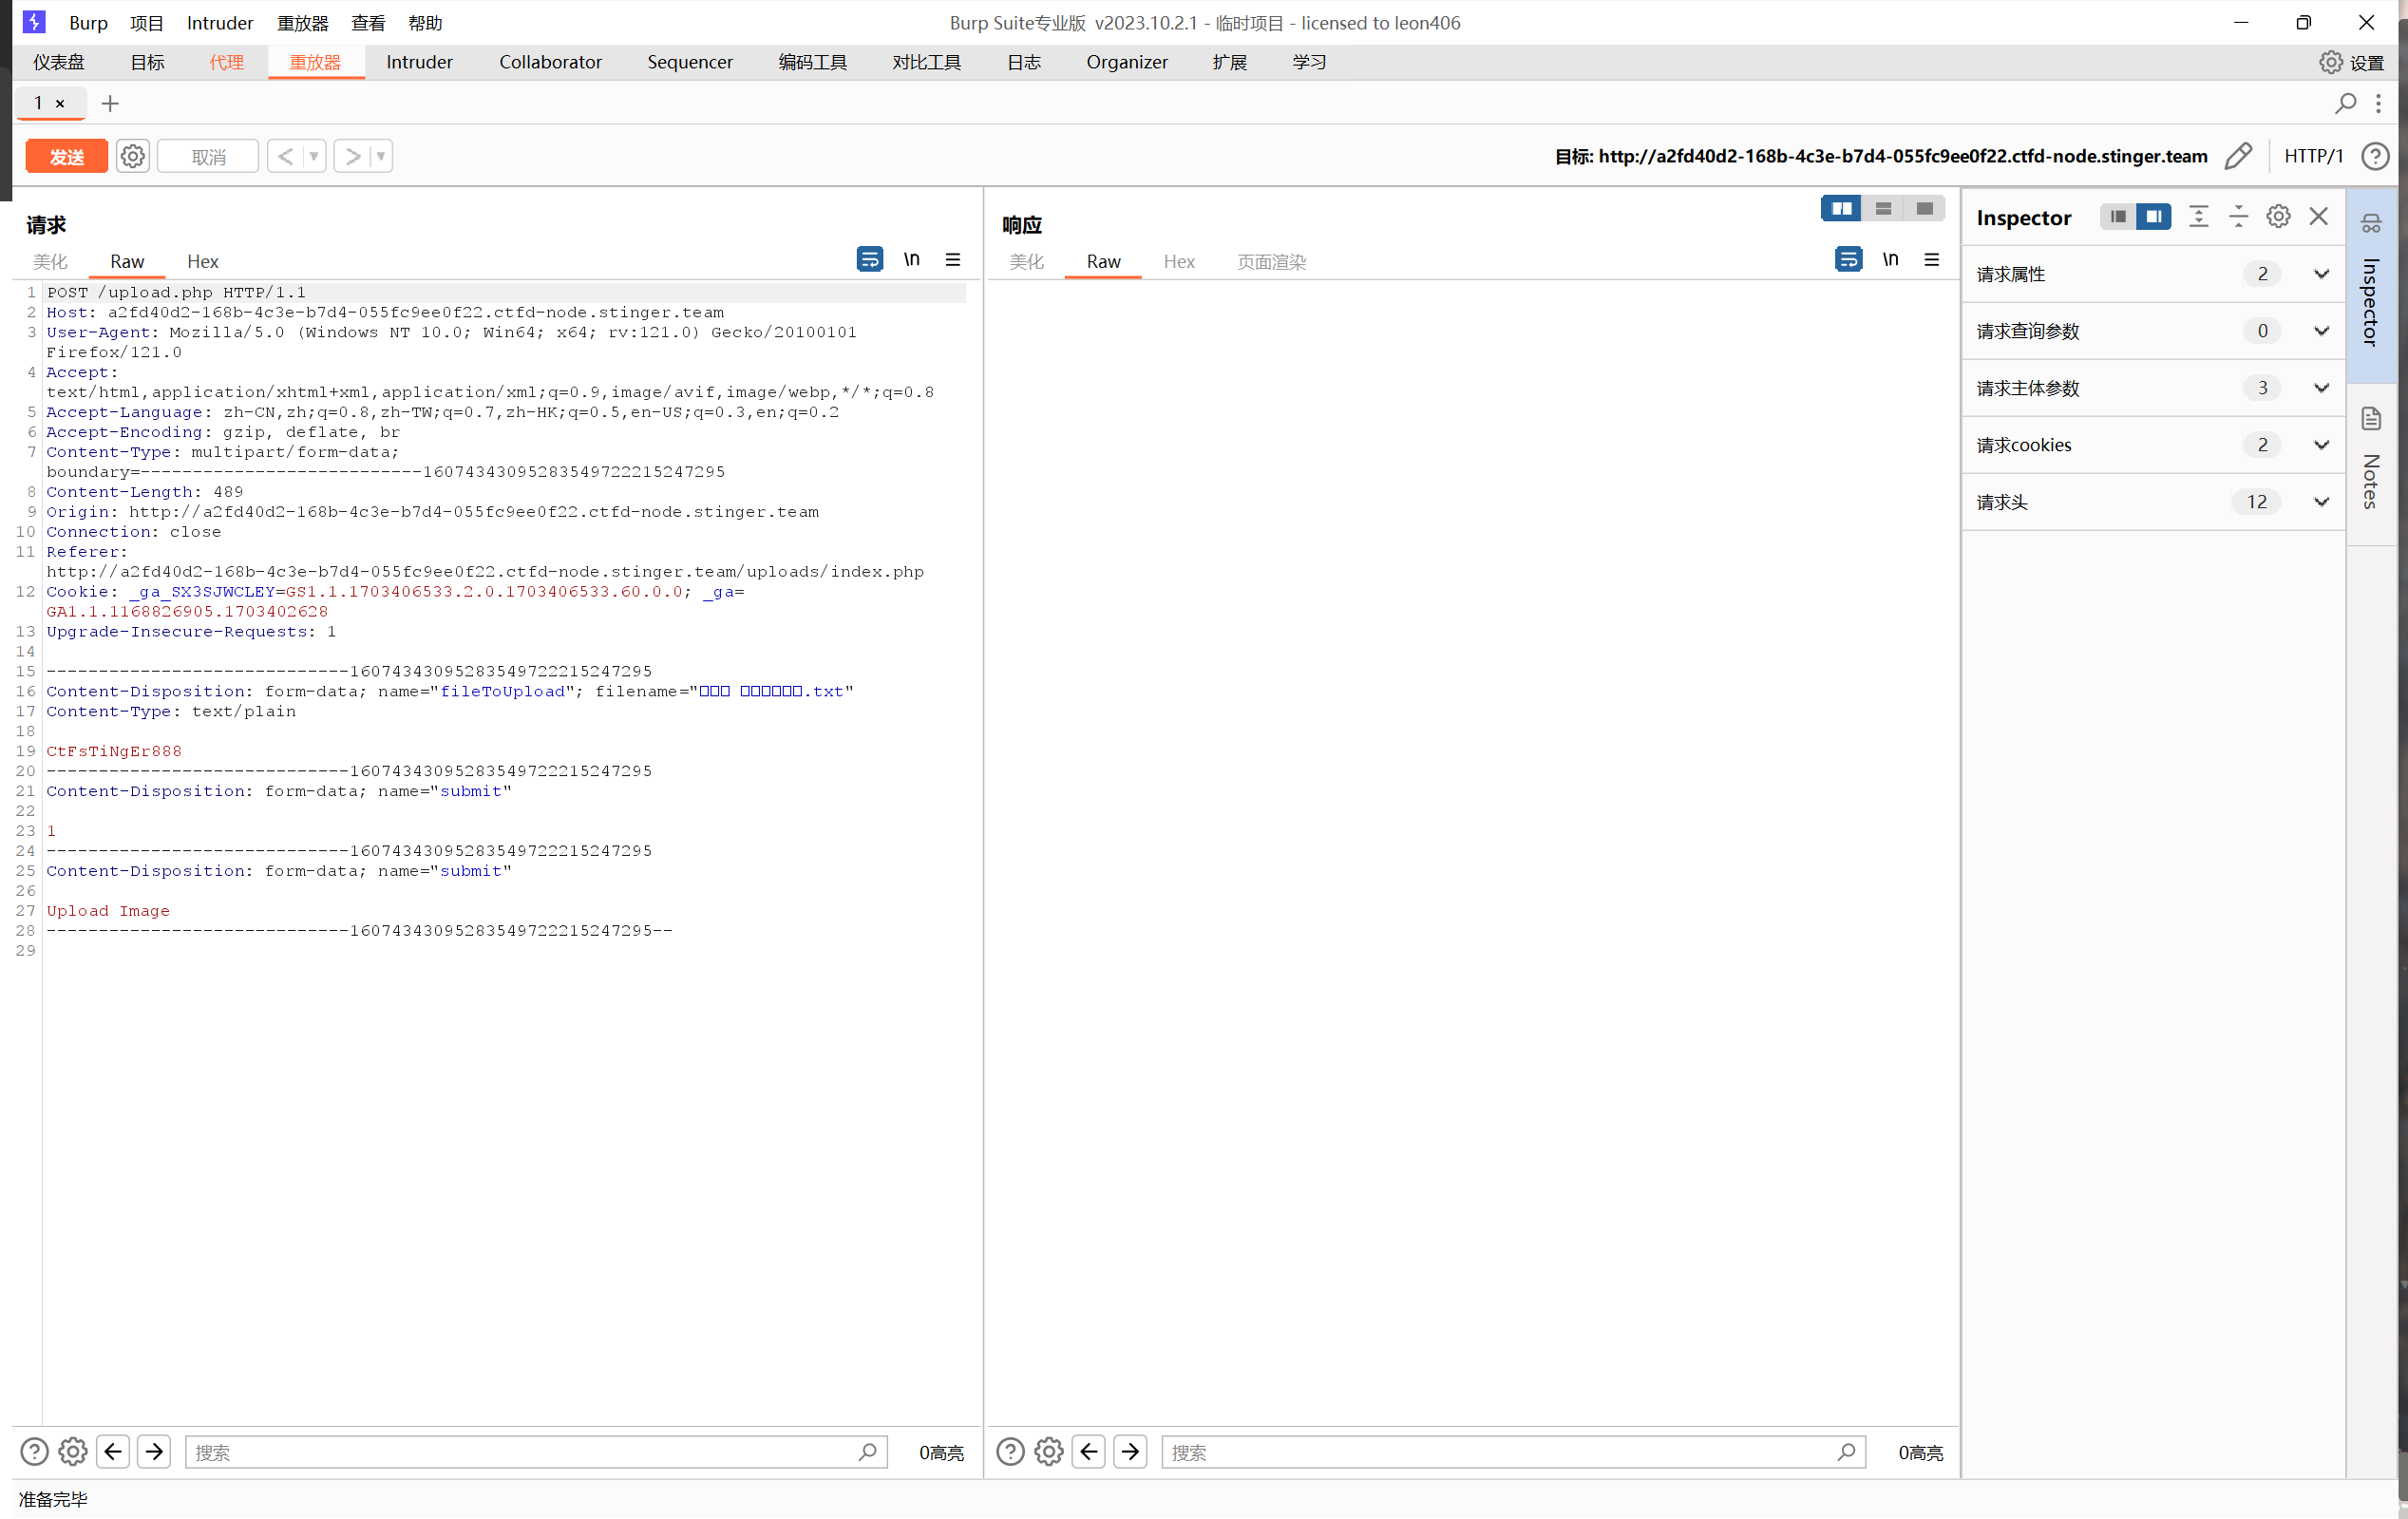 Burp 项目 Intruder 重放器 查看 帮助 Burp Suite专业版 v2023.10.2.1 - 临时项目 - licensed to leon406
仪表盘 目标 代理 重放器 Intruder Collaborator Sequencer 编码工具 对比工具 日志 Organizer 扩展 学习 设置
1 ×
发送 取消 目标: http://a2fd40d2-168b-4c3e-b7d4-055fc9ee0f22.ctfd-node.stinger.team HTTP/1
请求
美化 Raw Hex \n
1 POST /upload.php HTTP/1.1
2 Host: a2fd40d2-168b-4c3e-b7d4-055fc9ee0f22.ctfd-node.stinger.team
3 User-Agent: Mozilla/5.0 (Windows NT 10.0; Win64; x64; rv:121.0) Gecko/20100101
Firefox/121.0
4 Accept:
text/html,application/xhtml+xml,application/xml;q=0.9,image/avif,image/webp,*/*;q=0.8
5 Accept-Language: zh-CN,zh;q=0.8,zh-TW;q=0.7,zh-HK;q=0.5,en-US;q=0.3,en;q=0.2
6 Accept-Encoding: gzip, deflate, br
7 Content-Type: multipart/form-data;
boundary=---------------------------16074343095283549722215247295
8 Content-Length: 489
9 Origin: http://a2fd40d2-168b-4c3e-b7d4-055fc9ee0f22.ctfd-node.stinger.team
10 Connection: close
11 Referer:
http://a2fd40d2-168b-4c3e-b7d4-055fc9ee0f22.ctfd-node.stinger.team/uploads/index.php
12 Cookie: _ga_SX3SJWCLEY=GS1.1.1703406533.2.0.1703406533.60.0.0; _ga=
GA1.1.1168826905.1703402628
13 Upgrade-Insecure-Requests: 1
14
15 -----------------------------16074343095283549722215247295
16 Content-Disposition: form-data; name="fileToUpload"; filename="□□□ □□□□□□.txt"
17 Content-Type: text/plain
18
19 CtFsTiNgEr888
20 -----------------------------16074343095283549722215247295
21 Content-Disposition: form-data; name="submit"
22
23 1
24 -----------------------------16074343095283549722215247295
25 Content-Disposition: form-data; name="submit"
26
27 Upload Image
28 -----------------------------16074343095283549722215247295--
29
搜索 0高亮
响应
美化 Raw Hex 页面渲染 \n
搜索 0高亮
Inspector
请求属性 2
请求查询参数 0
请求主体参数 3
请求cookies 2
请求头 12
Inspector
Notes
准备完毕